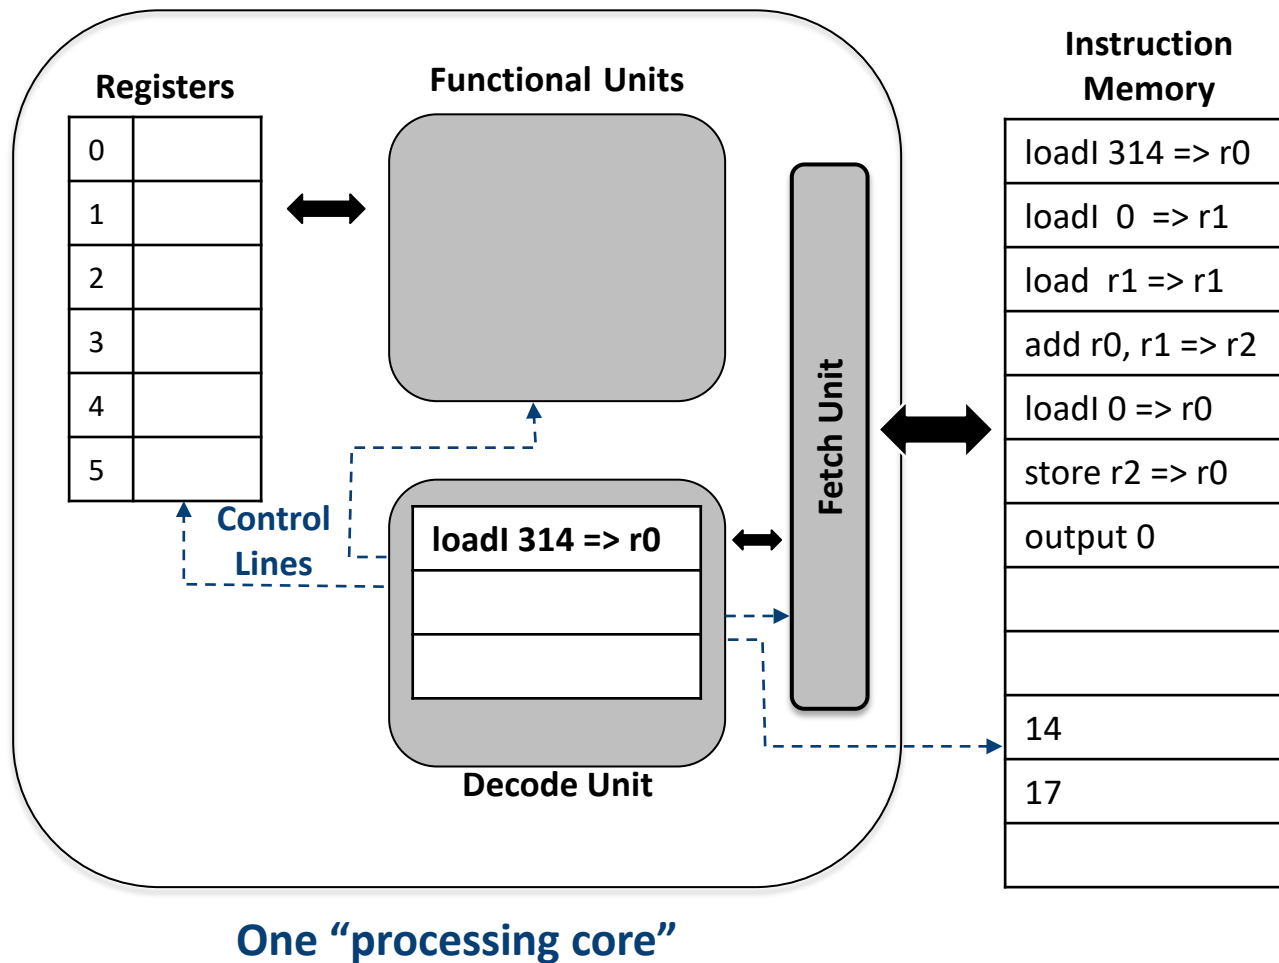 Registers
0
1
2
3
4
5
Functional Units
Control
Lines
loadI 314 => r0
Decode Unit
Fetch Unit
Instruction
Memory
loadI 314 => r0
loadI 0 => r1
load r1 => r1
add r0, r1 => r2
loadI 0 => r0
store r2 => r0
output 0
14
17
One “processing core”